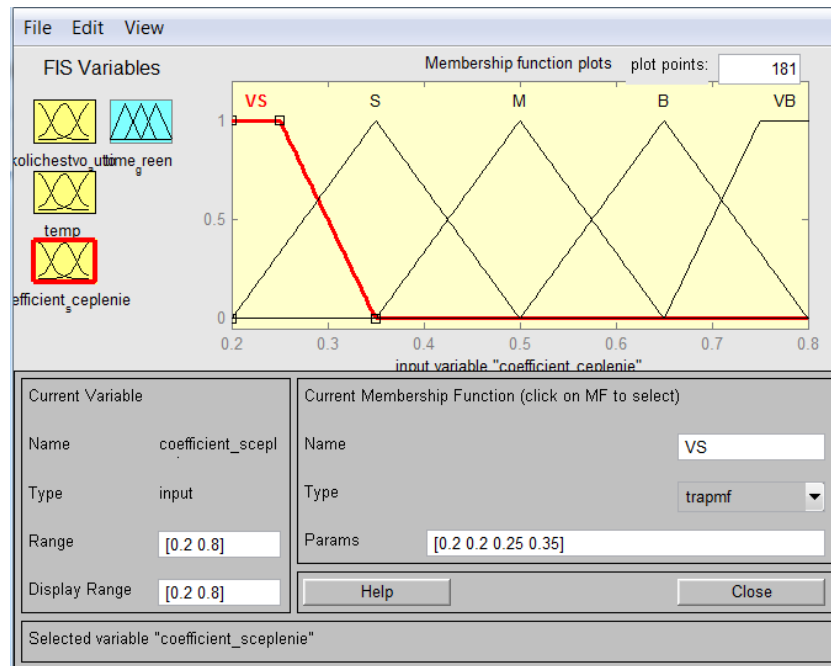 File Edit View
FIS Variables
Membership function plots
plot points:
181
VS
S
M
B
VB
1
0.5
0
0.2
0.3
0.4
0.5
0.6
0.7
0.8
temp
efficient_sceplenie
input variable "coefficient_ceplenie"
Current Variable
Name
coefficient_scepl
Type
input
Range
[0.2 0.8]
Display Range
[0.2 0.8]
Current Membership Function (click on MF to select)
Name
VS
Type
trapmf
Params
[0.2 0.2 0.25 0.35]
Help
Close
Selected variable "coefficient_sceplenie"